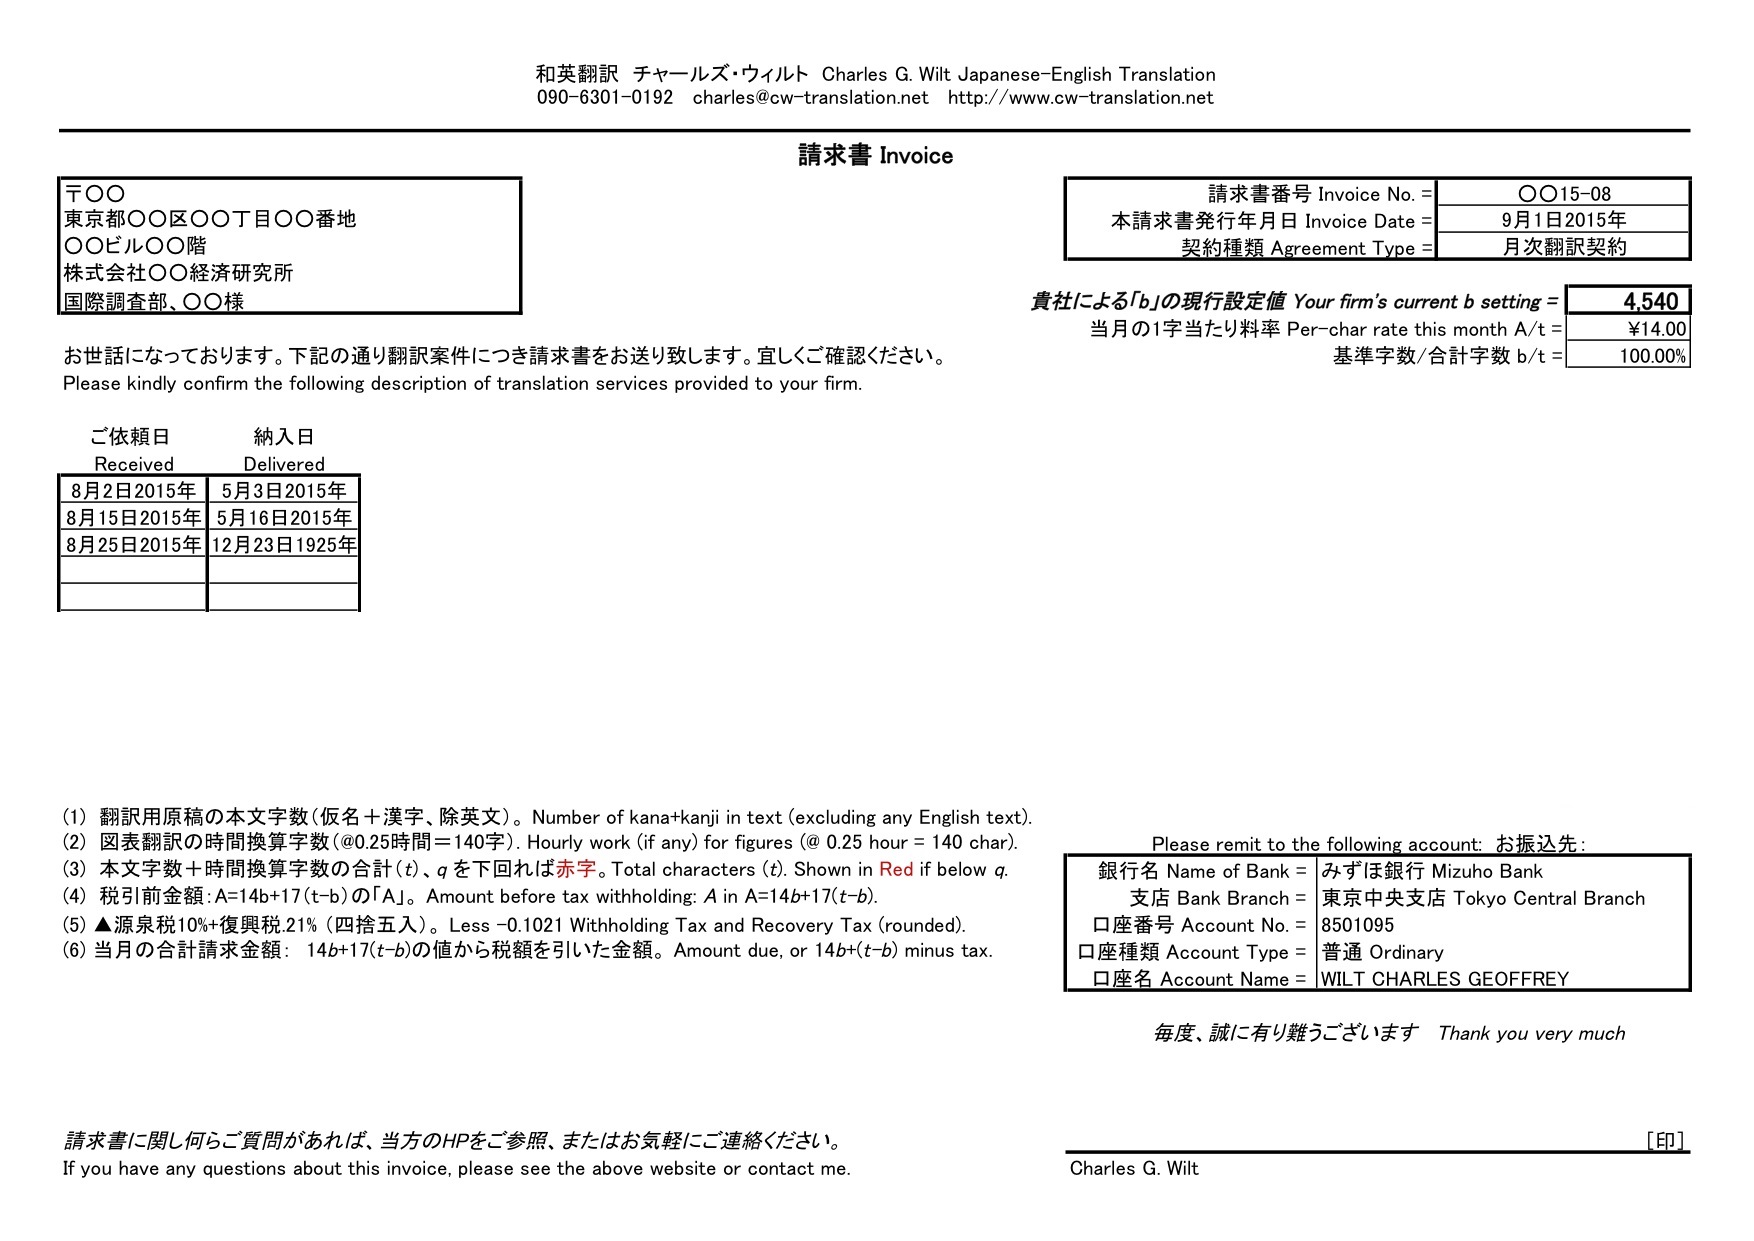 和英翻訳　チャールズ・ウィルト　Charles G. Wilt Japanese-English Translation
090-6301-0192　charles@cw-translation.net　http://www.cw-translation.net
請求書 Invoice
〒〇〇
東京都〇〇区〇〇丁目〇〇番地
〇〇ビル〇〇階
株式会社〇〇経済研究所
国際調査部、〇〇様
請求書番号 Invoice No. = 〇〇15-08
本請求書発行年月日 Invoice Date = 9月1日2015年
契約種類 Agreement Type = 月次翻訳契約
貴社による「b」の現行設定値 Your firm's current b setting = 4,540
当月の1字当たり料率 Per-char rate this month A/t = ¥14.00
基準字数/合計字数 b/t = 100.00%
お世話になっております。下記の通り翻訳案件につき請求書をお送り致します。宜しくご確認ください。
Please kindly confirm the following description of translation services provided to your firm.
ご依頼日 納入日
Received Delivered
8月2日2015年 5月3日2015年
8月15日2015年 5月16日2015年
8月25日2015年 12月23日1925年
(1) 翻訳用原稿の本文字数(仮名＋漢字、除英文)。Number of kana+kanji in text (excluding any English text).
(2) 図表翻訳の時間換算字数(@0.25時間＝140字). Hourly work (if any) for figures (@ 0.25 hour = 140 char).
(3) 本文字数＋時間換算字数の合計(t)、q を下回れば赤字。Total characters (t). Shown in Red if below q.
(4) 税引前金額:A=14b+17(t-b)の「A」。Amount before tax withholding: A in A=14b+17(t-b).
(5) ▲源泉税10%+復興税.21% (四捨五入)。Less -0.1021 Withholding Tax and Recovery Tax (rounded).
(6) 当月の合計請求金額: 14b+17(t-b)の値から税額を引いた金額。Amount due, or 14b+(t-b) minus tax.
Please remit to the following account: お振込先:
銀行名 Name of Bank = みずほ銀行 Mizuho Bank
支店 Bank Branch = 東京中央支店 Tokyo Central Branch
口座番号 Account No. = 8501095
口座種類 Account Type = 普通 Ordinary
口座名 Account Name = WILT CHARLES GEOFFREY
毎度、誠に有り難うございます　Thank you very much
請求書に関し何らご質問があれば、当方のHPをご参照、またはお気軽にご連絡ください。
If you have any questions about this invoice, please see the above website or contact me.
[印]
Charles G. Wilt